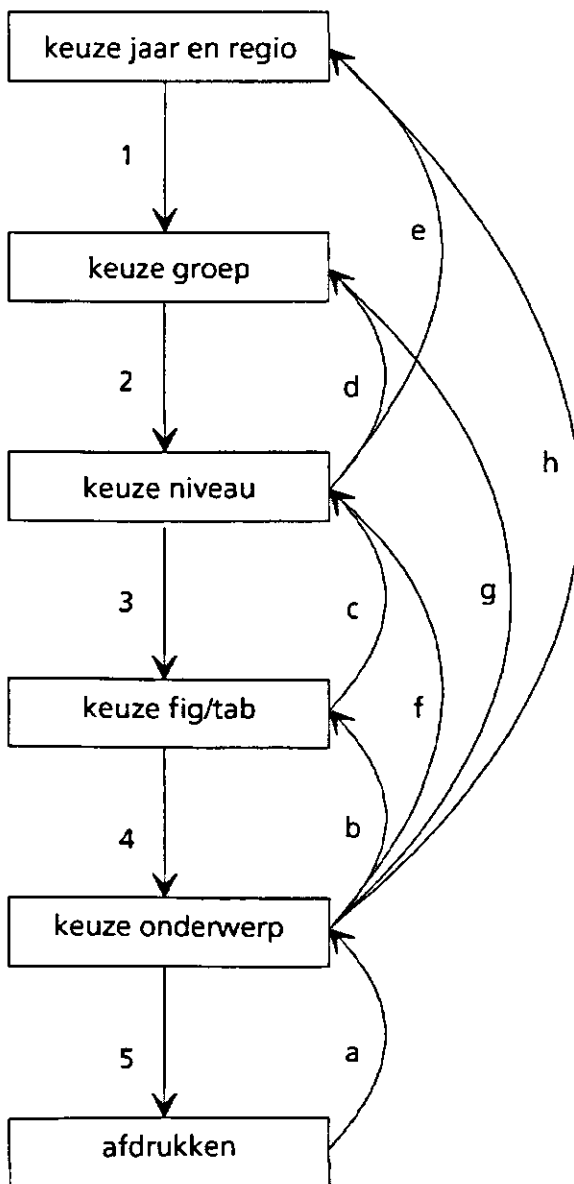 keuze jaar en regio
1
e
keuze groep
2
d
h
keuze niveau
3
c
g
f
keuze fig/tab
4
b
keuze onderwerp
5
a
afdrukken